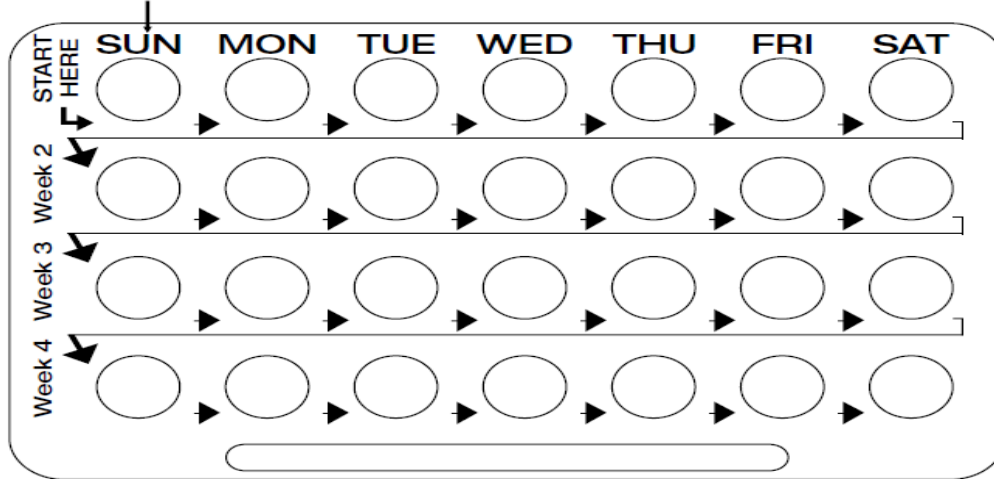 START
HERE
SUN MON TUE WED THU FRI SAT
Week 2
Week 3
Week 4